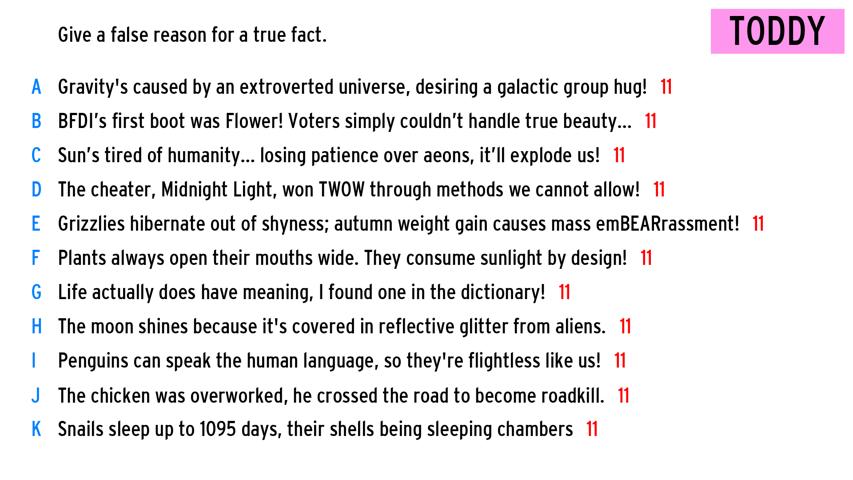 Give a false reason for a true fact.
TODDY
A Gravity's caused by an extroverted universe, desiring a galactic group hug! 11
B BFDI's first boot was Flower! Voters simply couldn't handle true beauty... 11
C Sun's tired of humanity... losing patience over aeons, it'll explode us! 11
D The cheater, Midnight Light, won TWOW through methods we cannot allow! 11
E Grizzlies hibernate out of shyness; autumn weight gain causes mass emBEARrassment! 11
F Plants always open their mouths wide. They consume sunlight by design! 11
G Life actually does have meaning, I found one in the dictionary! 11
H The moon shines because it's covered in reflective glitter from aliens. 11
I Penguins can speak the human language, so they're flightless like us! 11
J The chicken was overworked, he crossed the road to become roadkill. 11
K Snails sleep up to 1095 days, their shells being sleeping chambers 11